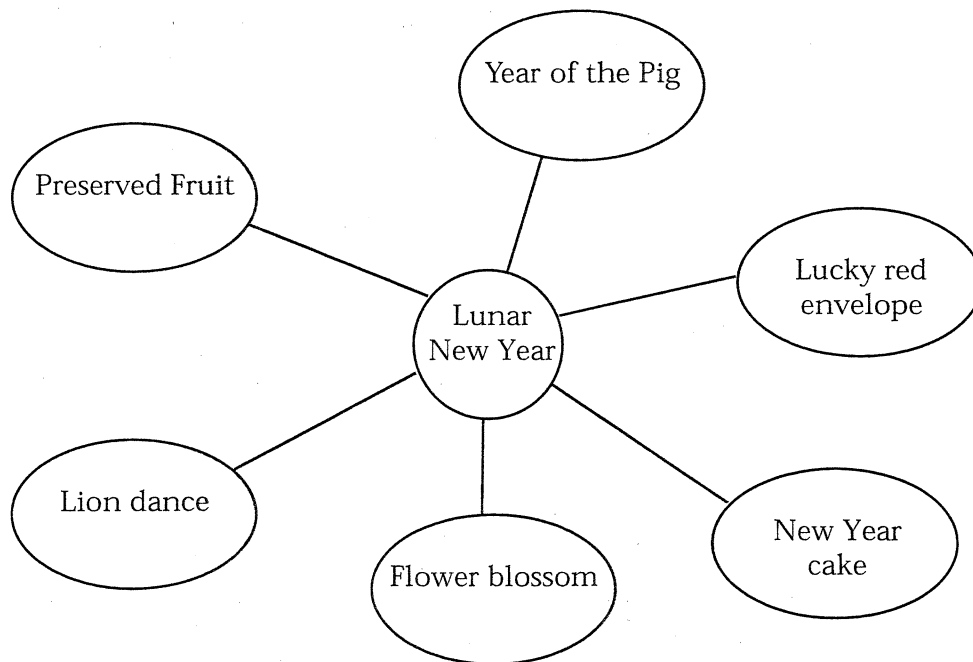 Year of the Pig
Preserved Fruit
Lucky red
envelope
Lunar
New Year
Lion dance
New Year
cake
Flower blossom